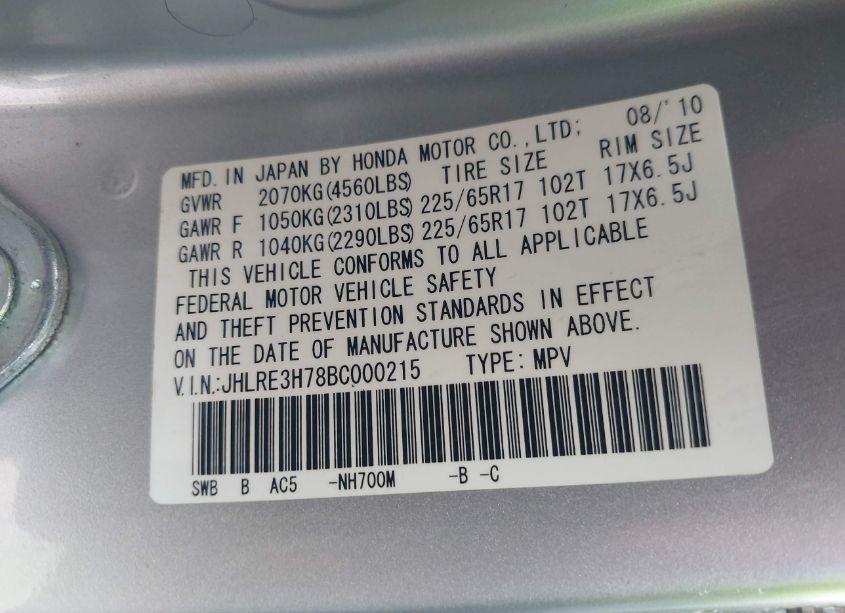 MFD. IN JAPAN BY HONDA MOTOR CO.,LTD; 08/'10
GVWR 2070KG(4560LBS) TIRE SIZE RIM SIZE
GAWR F 1050KG(2310LBS) 225/65R17 102T 17X6.5J
GAWR R 1040KG(2290LBS) 225/65R17 102T 17X6.5J
THIS VEHICLE CONFORMS TO ALL APPLICABLE
FEDERAL MOTOR VEHICLE SAFETY
AND THEFT PREVENTION STANDARDS IN EFFECT
ON THE DATE OF MANUFACTURE SHOWN ABOVE.
V.I.N.:JHLRE3H78BC000215 TYPE: MPV
SWB B AC5 -NH700M -B -C